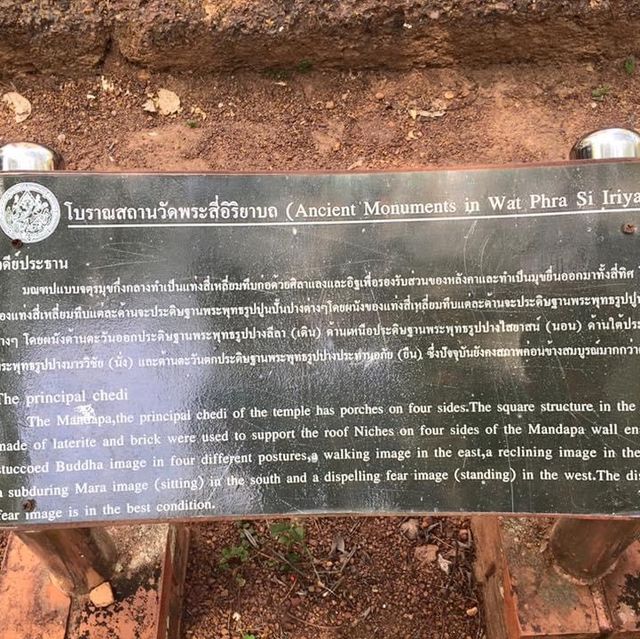 โบราณสถานวัดพระสี่อิริยาบถ (Ancient Monuments in Wat Phra Si Iriya
ดีย์ประธาน
มณฑปแบบจตุรมุขกึ่งกลางทำเป็นแท่งสี่เหลี่ยมทึบก่อด้วยศิลาแลงและอิฐเพื่อรองรับส่วนของหลังคาและทำเป็นมุขยื่นออกมาทั้งสี่ทิศ
องแท่งสี่เหลี่ยมทึบแต่ละด้านจะประดิษฐานพระพุทธรูปปูนปั้นปางต่างๆโดยผนังของแท่งสี่เหลี่ยมทึบแต่ละด้านจะประดิษฐานพระพุทธรูปปู
างๆ โดยผนังด้านตะวันออกประดิษฐานพระพุทธรูปปางลีลา (เดิน) ด้านเหนือประดิษฐานพระพุทธรูปปางไสยาสน์ (นอน) ด้านใต้ประ
ระพุทธรูปปางมารวิชัย (นั่ง) และด้านตะวันตกประดิษฐานพระพุทธรูปปางประทานอภัย (ยืน) ซึ่งปัจจุบันยังคงสภาพค่อนข้างสมบูรณ์มากกว่า
The principal chedi
The Mandapa,the principal chedi of the temple has porches on four sides.The square structure in the
made of laterite and brick were used to support the roof Niches on four sides of the Mandapa wall en
stuccoed Buddha image in four different postures,a walking image in the east,a reclining image in the
a subduring Mara image (sitting) in the south and a dispelling fear image (standing) in the west.The dis
fear image is in the best condition.